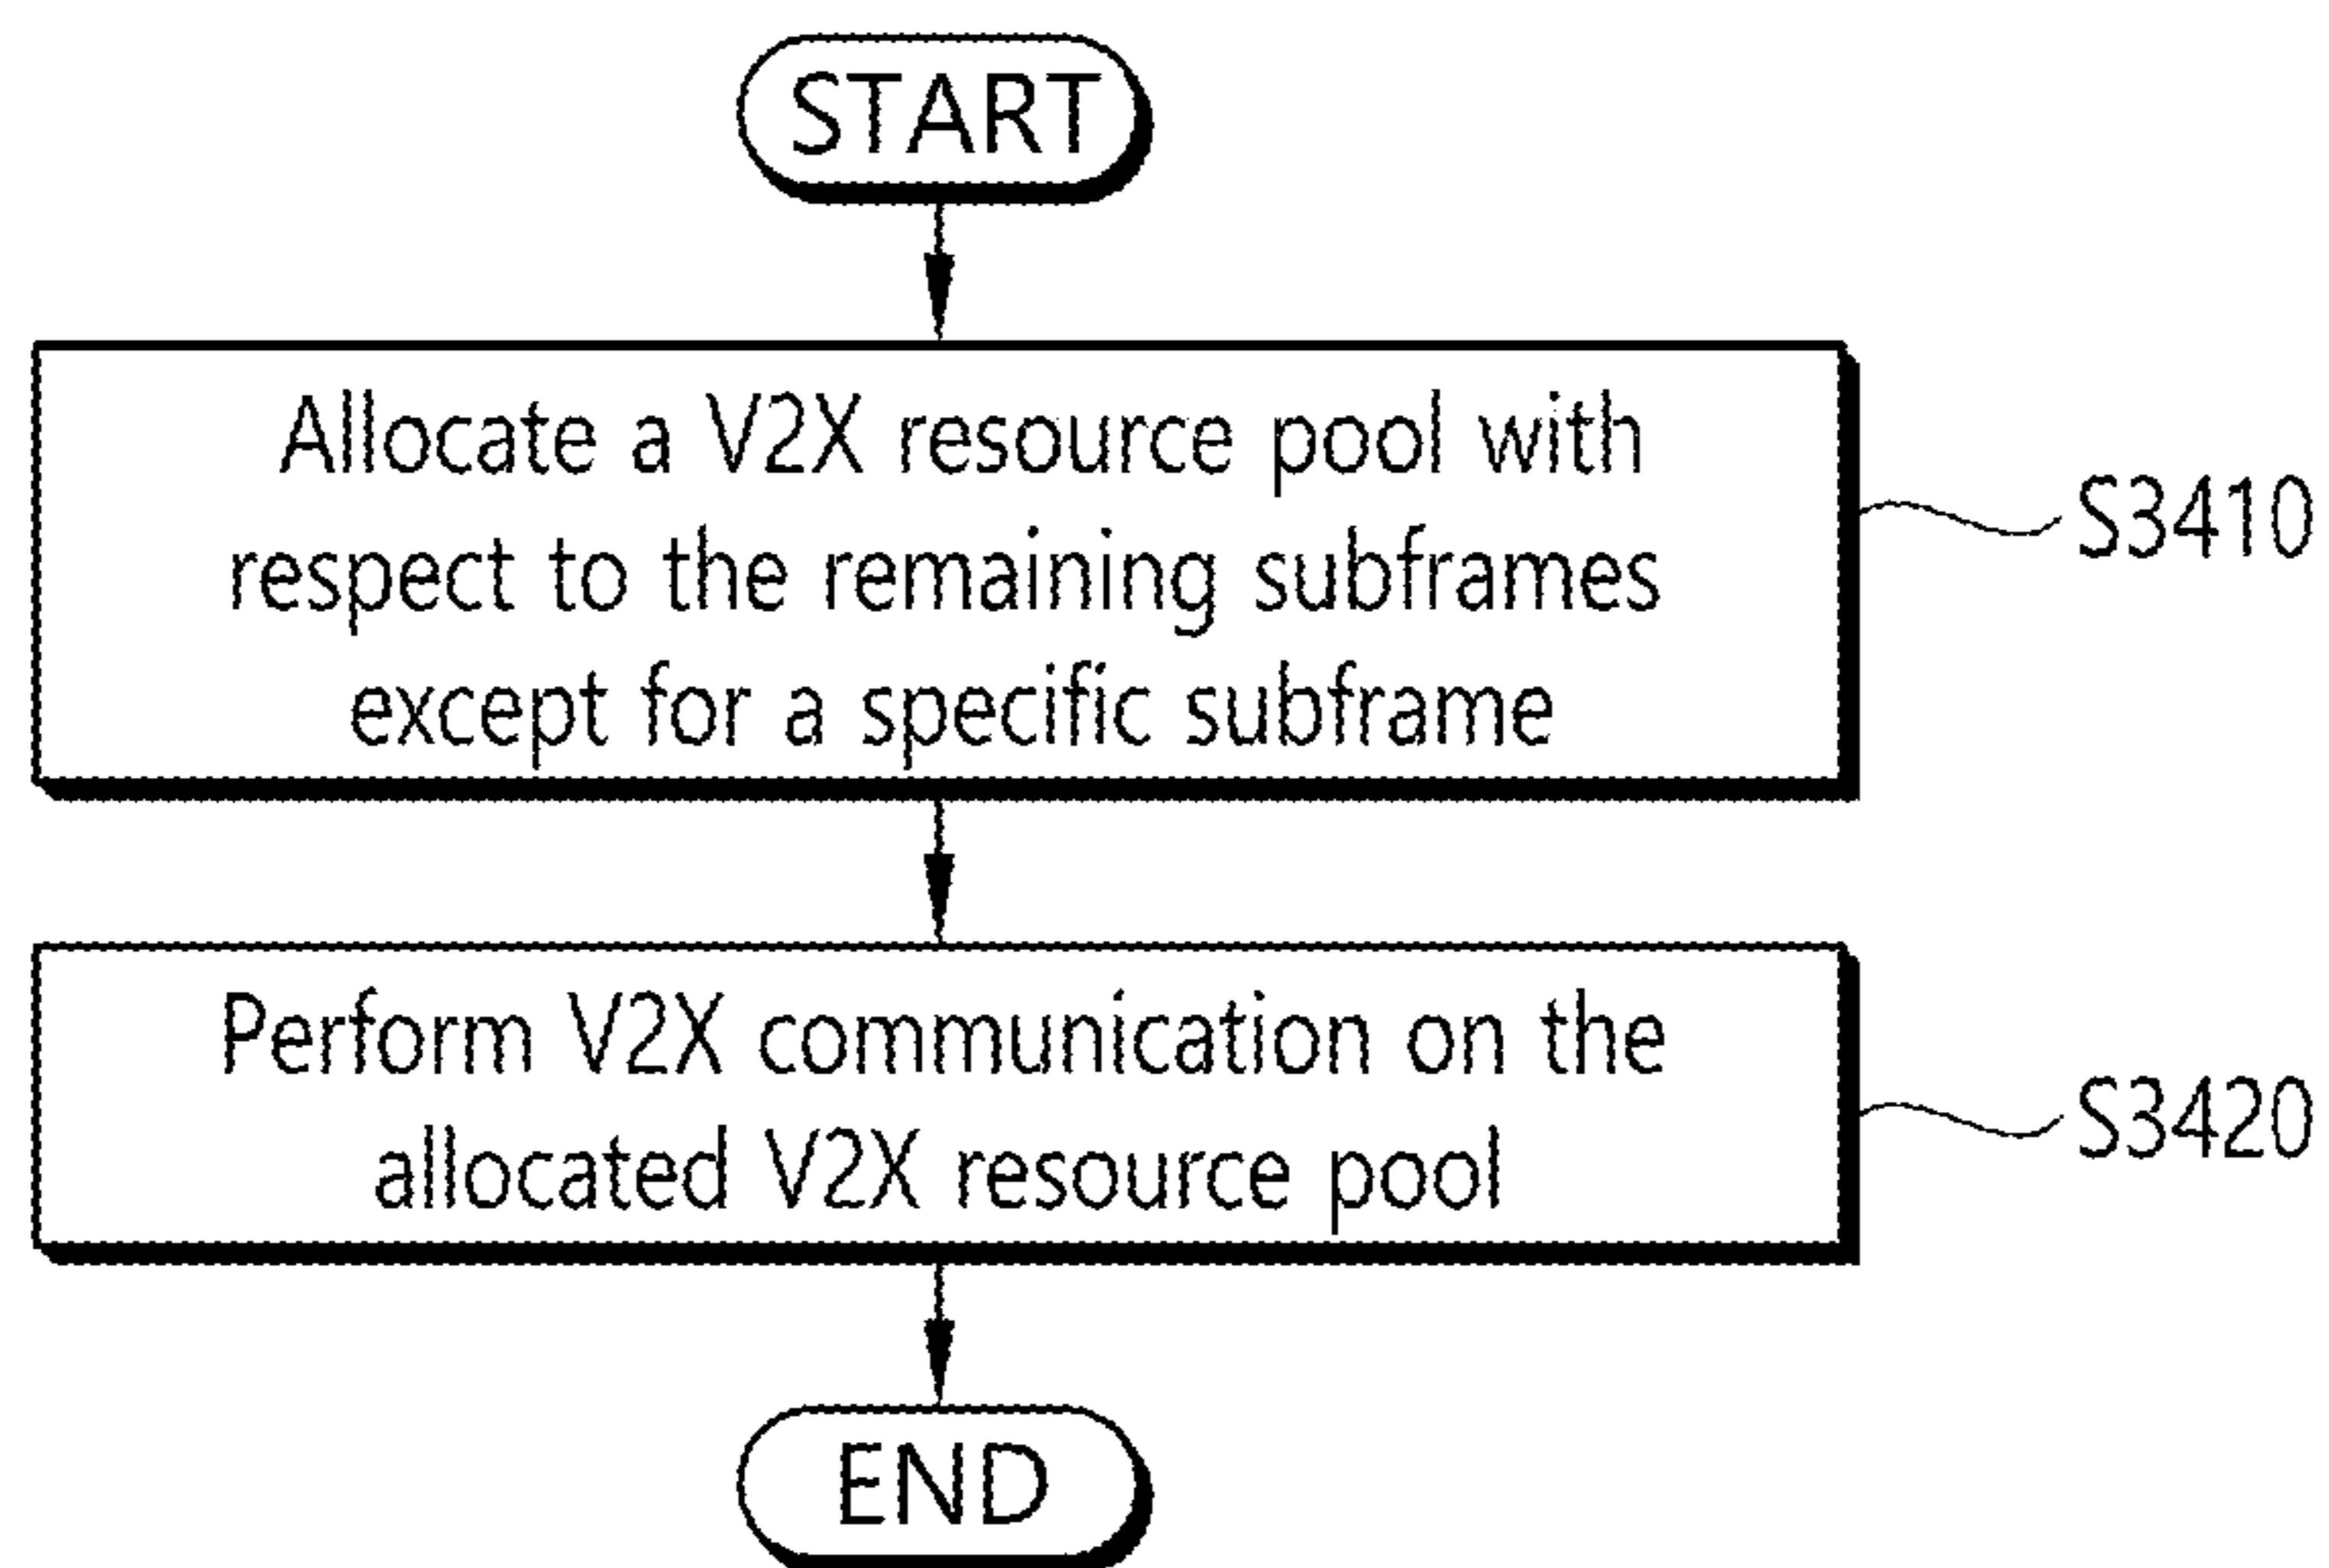 START
Allocate a V2X resource pool with
respect to the remaining subframes
except for a specific subframe
S3410
Perform V2X communication on the
allocated V2X resource pool
S3420
END